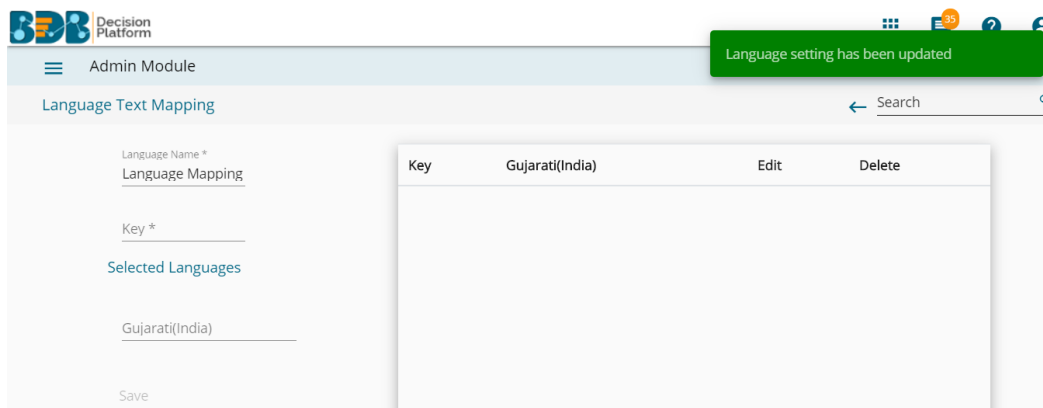 BDB Decision
Platform
35
Language setting has been updated
Admin Module
Language Text Mapping
Search
Language Name *
Language Mapping
Key *
Selected Languages
Gujarati(India)
Save
Key Gujarati(India) Edit Delete